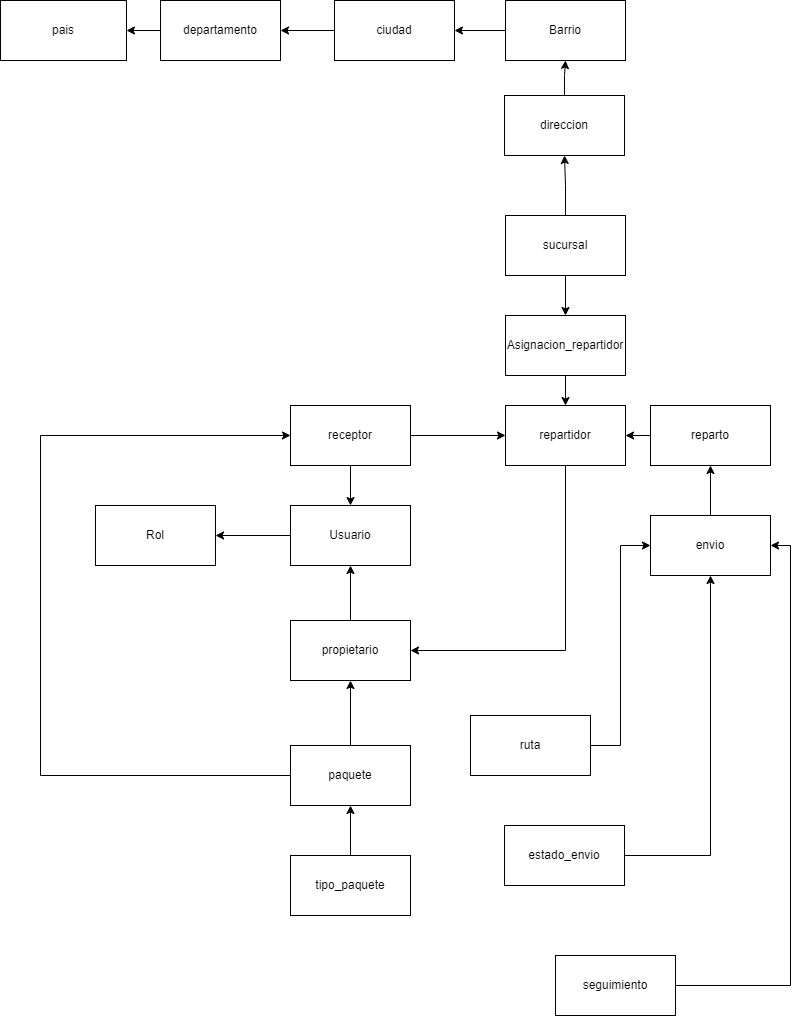 pais
departamento
ciudad
Barrio
direccion
sucursal
Asignacion_repartidor
receptor
repartidor
reparto
Rol
Usuario
envio
propietario
ruta
paquete
estado_envio
tipo_paquete
seguimiento